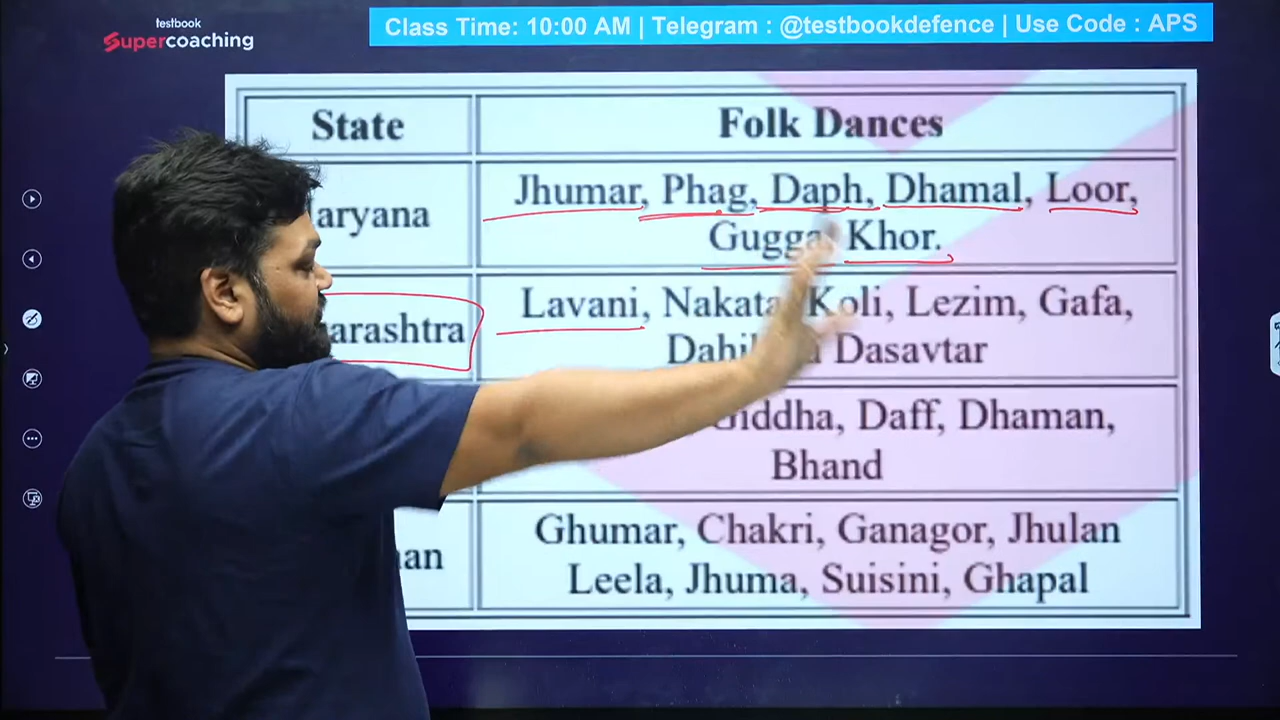 testbook
Supercoaching
Class Time: 10:00 AM | Telegram : @testbookdefence | Use Code : APS
State Folk Dances
aryana Jhumar, Phag, Daph, Dhamal, Loor,
Gugga, Khor.
arashtra Lavani, Nakata, Koli, Lezim, Gafa,
Dasavtar
Giddha, Daff, Dhaman,
Bhand
Ghumar, Chakri, Ganagor, Jhulan
Leela, Jhuma, Suisini, Ghapal